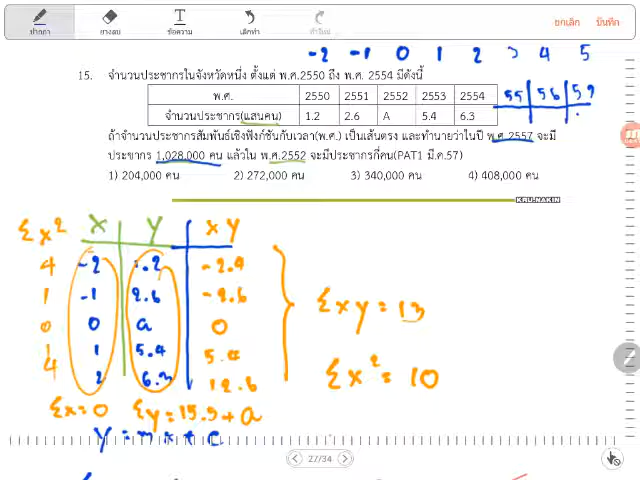 ปากกา ยางลบ ข้อความ เลิกทำ ทำใหม่ ยกเลิก บันทึก
-2 -1 0 1 2 3 4 5
15. จำนวนประชากรในจังหวัดหนึ่ง ตั้งแต่ พ.ศ.2550 ถึง พ.ศ. 2554 มีดังนี้
พ.ศ. 2550 2551 2552 2553 2554 55 56 57
จำนวนประชากร(แสนคน) 1.2 2.6 A 5.4 6.3
ถ้าจำนวนประชากรสัมพันธ์เชิงฟังก์ชันกับเวลา(พ.ศ.) เป็นเส้นตรง และทำนายว่าในปี พ.ศ.2557 จะมี
ประชากร 1,028,000 คน แล้วใน พ.ศ.2552 จะมีประชากรกี่คน(PAT1 มี.ค.57)
1) 204,000 คน 2) 272,000 คน 3) 340,000 คน 4) 408,000 คน
KRU-NAKIN
Σx² x y xy
4 -2 1.2 -2.4
1 -1 2.6 -2.6
0 0 a 0
1 1 5.4 5.4
4 2 6.3 12.6
Σxy = 13
Σx² = 10
Σx=0 Σy=15.5+a
y = mx + c
27/34